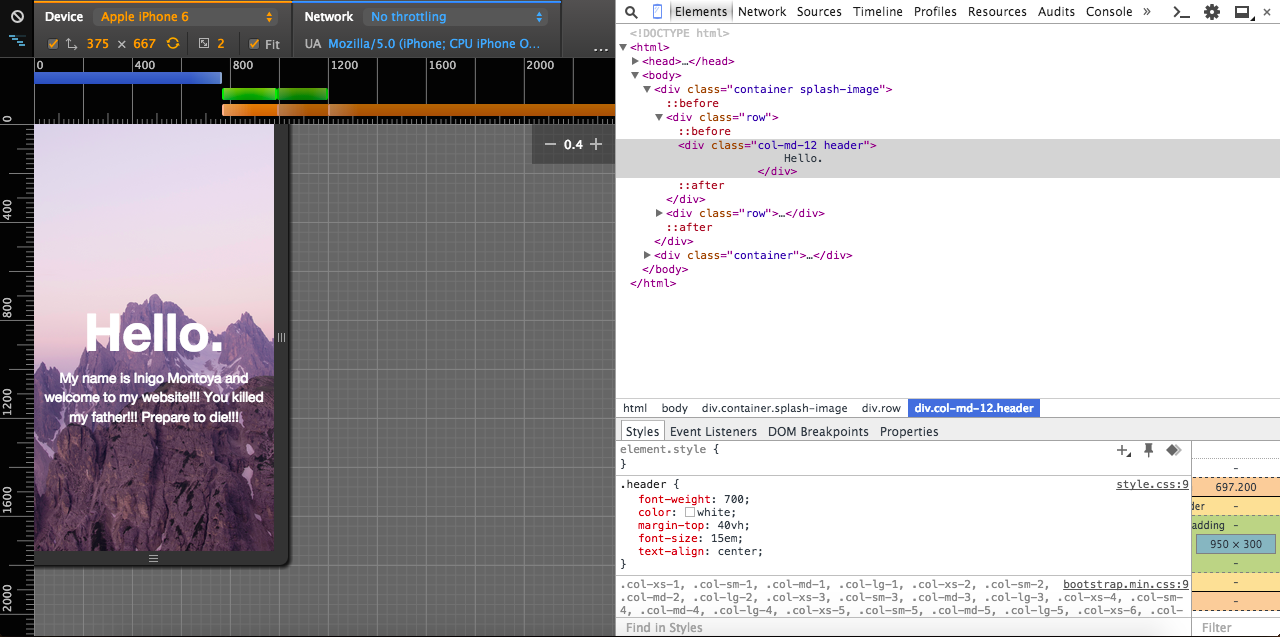 Device Apple iPhone 6 Network No throttling
375 × 667 2 Fit UA Mozilla/5.0 (iPhone; CPU iPhone O... ...
0 400 800 1200 1600 2000
0
400
800
1200
1600
2000
− 0.4 +
Hello.
My name is Inigo Montoya and
welcome to my website!!! You killed
my father!!! Prepare to die!!!
Elements Network Sources Timeline Profiles Resources Audits Console » ×
<!DOCTYPE html>
<html>
<head>…</head>
<body>
<div class="container splash-image">
::before
<div class="row">
::before
<div class="col-md-12 header">
Hello.
</div>
::after
</div>
<div class="row">…</div>
::after
</div>
<div class="container">…</div>
</body>
</html>
html body div.container.splash-image div.row div.col-md-12.header
Styles Event Listeners DOM Breakpoints Properties
element.style {
}
.header { style.css:9
font-weight: 700;
color: white;
margin-top: 40vh;
font-size: 15em;
text-align: center;
}
.col-xs-1, .col-sm-1, .col-md-1, .col-lg-1, .col-xs-2, .col-sm-2, bootstrap.min.css:9
.col-md-2, .col-lg-2, .col-xs-3, .col-sm-3, .col-md-3, .col-lg-3, .col-xs-4, .col-sm-
4, .col-md-4, .col-lg-4, .col-xs-5, .col-sm-5, .col-md-5, .col-lg-5, .col-xs-6, .col-
Find in Styles
-
697.200
der -
adding -
950 × 300
-
-
-
Filter